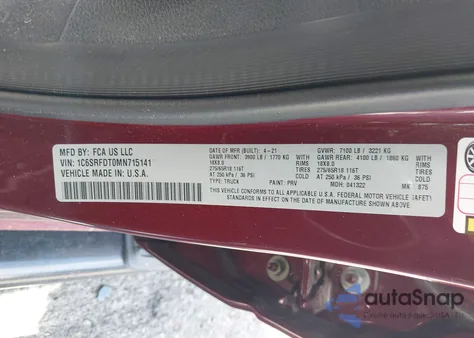 MFD BY: FCA US LLC
VIN: 1C6SRFDT0MN715141
VEHICLE MADE IN: U.S.A.
DATE OF MFR (BUILT): 4-21 GVWR: 7100 LB / 3221 KG
GAWR FRONT: 3900 LB / 1770 KG GAWR REAR: 4100 LB / 1860 KG
18X8.0 RIMS 18X8.0 RIMS
275/65R18 116T TIRES 275/65R18 116T TIRES
AT 250 kPa / 36 PSI COLD AT 250 kPa / 36 PSI COLD
TYPE: TRUCK PAINT: PRV MDH: 041322 875
THIS VEHICLE CONFORMS TO ALL APPLICABLE U.S.A. FEDERAL MOTOR VEHICLE SAFETY
STANDARDS IN EFFECT ON THE DATE OF MANUFACTURE SHOWN ABOVE
autoSnap